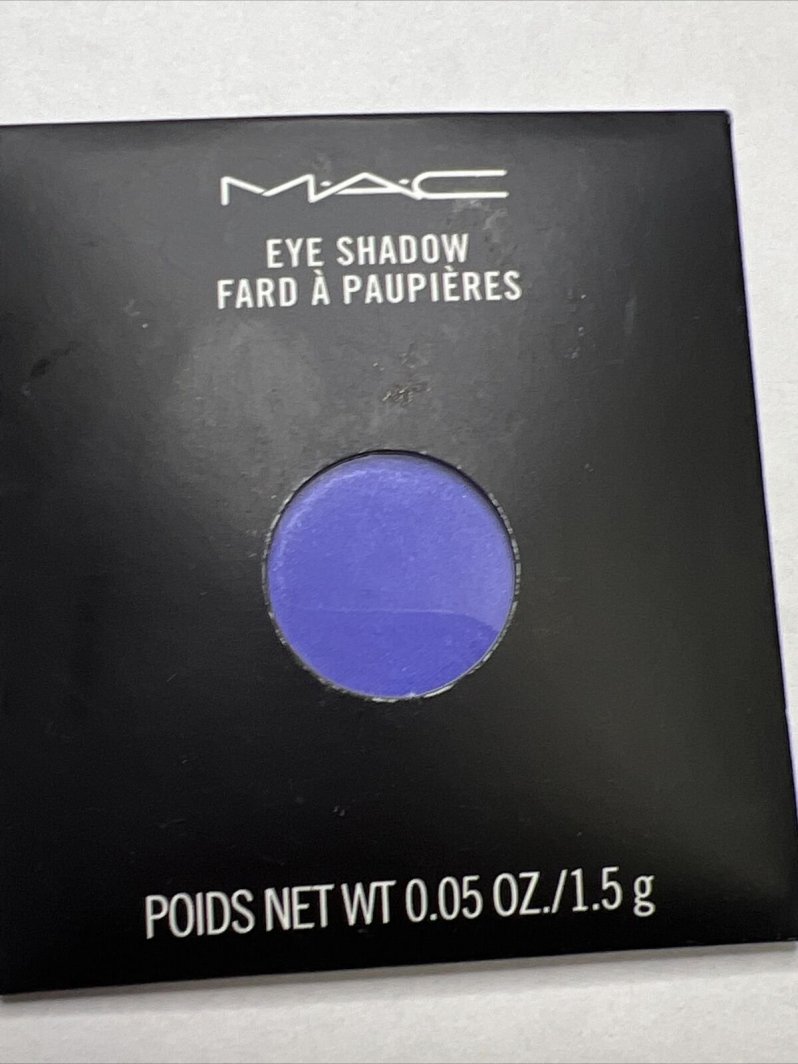 M·A·C
EYE SHADOW
FARD À PAUPIÈRES
POIDS NET WT 0.05 OZ./1.5 g